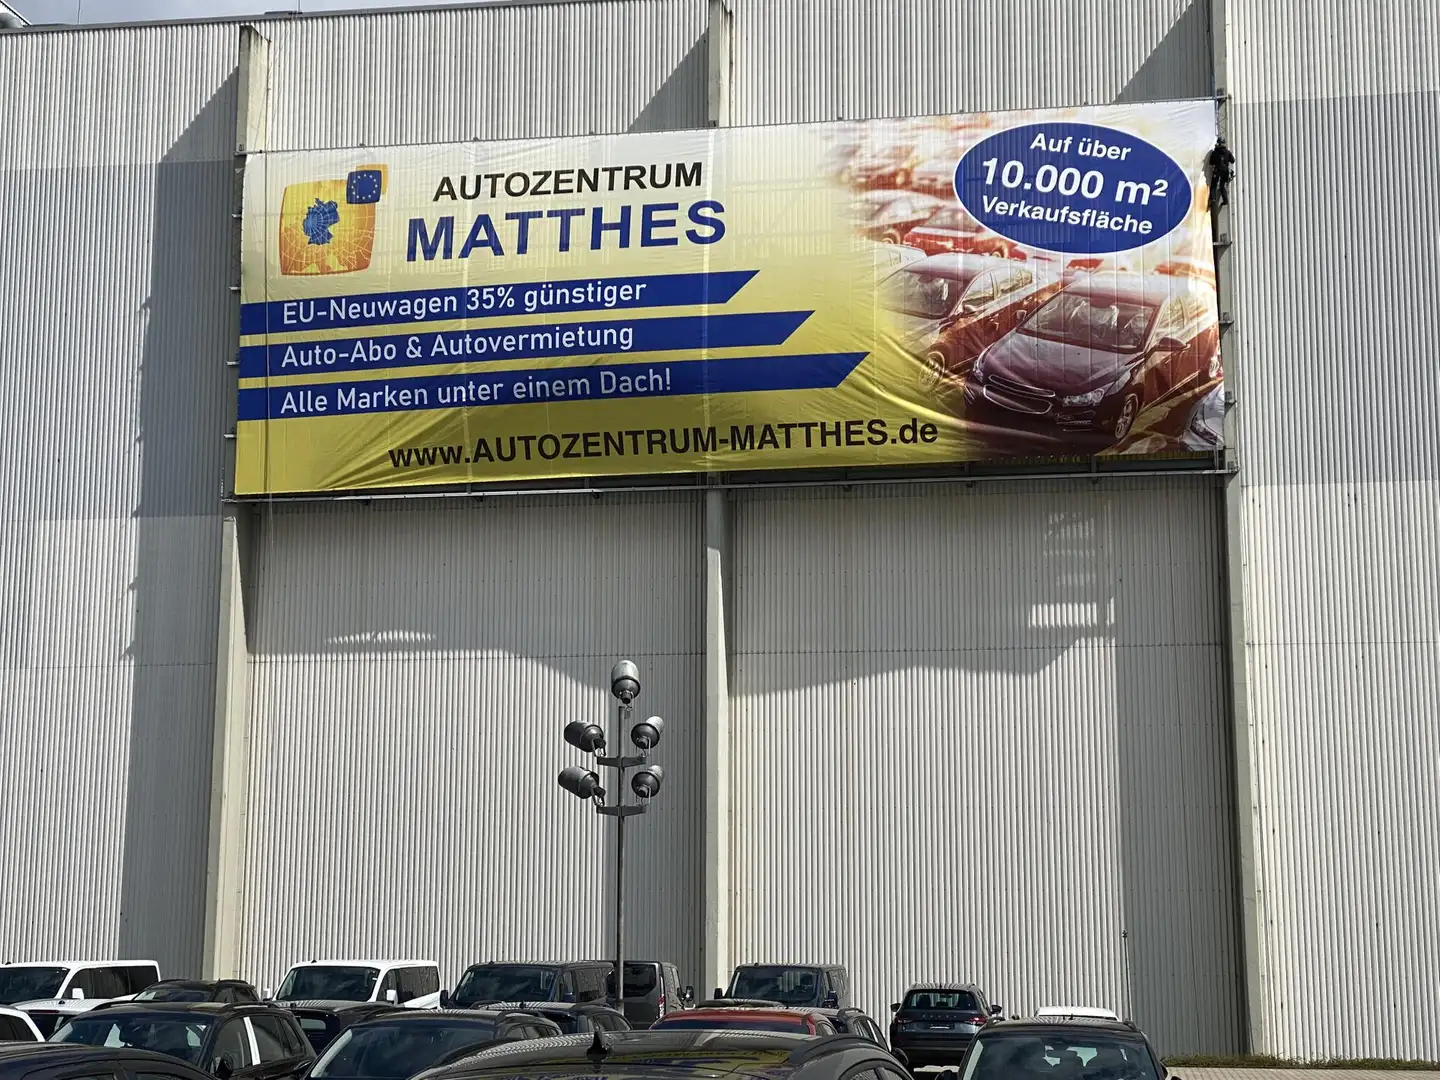 AUTOZENTRUM
MATTHES
EU-Neuwagen 35% günstiger
Auto-Abo & Autovermietung
Alle Marken unter einem Dach!
www.AUTOZENTRUM-MATTHES.de
Auf über
10.000 m²
Verkaufsfläche